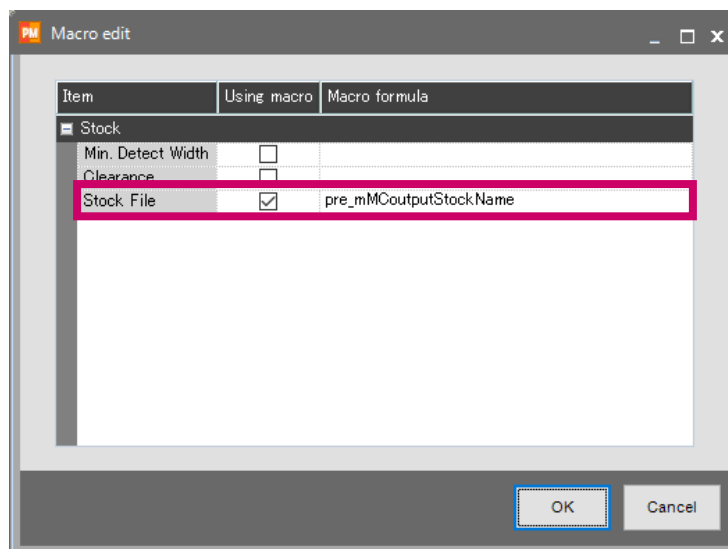 PM Macro edit
Item Using macro Macro formula
Stock
Min. Detect Width
Clearance
Stock File pre_mMCoutputStockName
OK Cancel